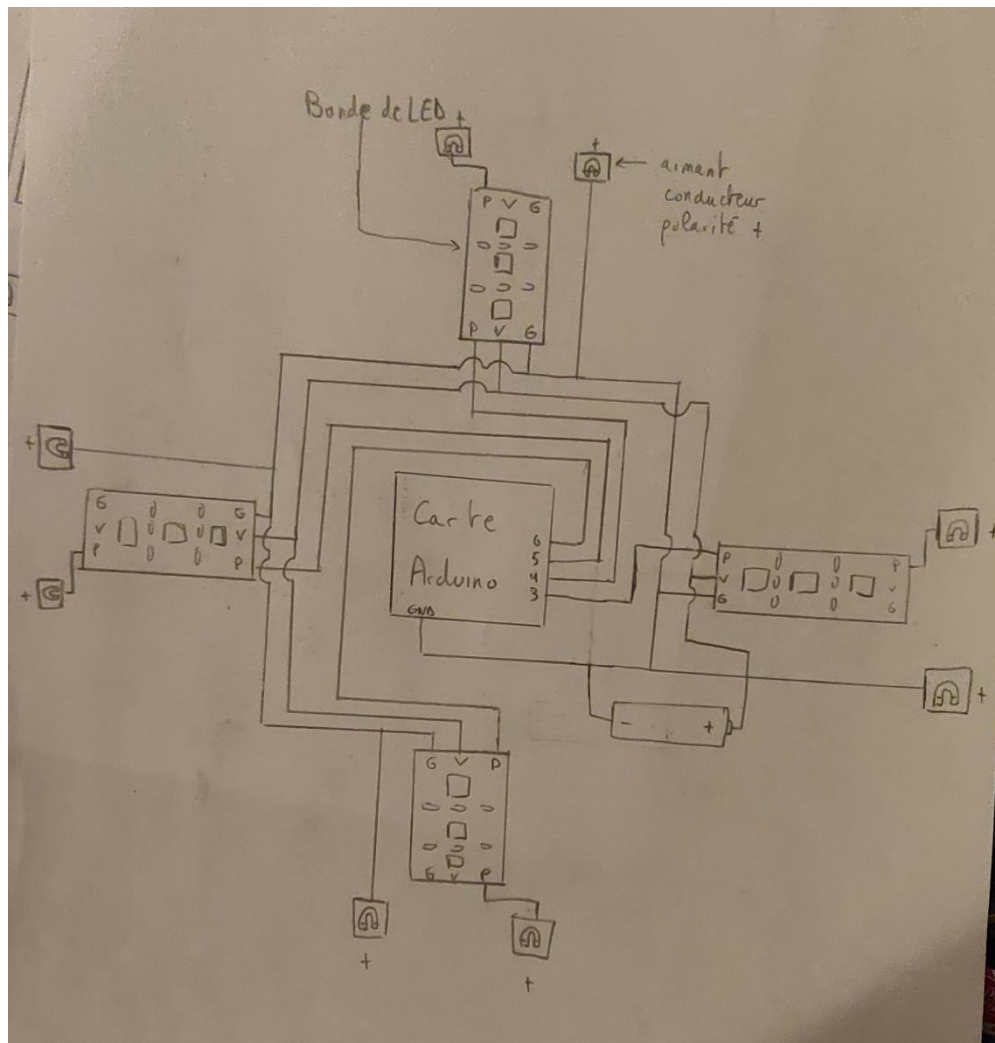 Bande de LED +
+
aimant
conducteur
polarité +
P V G
P V G
+
G
V
P
G
V
P
+
Carte
Arduino
6
5
4
3
GND
P
V
G
P
V
G
+
+
- +
G V P
G V P
+
+